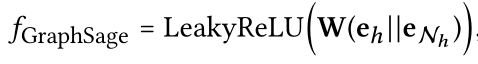 f_GraphSage = LeakyReLU(W(e_h||e_{𝒩_h})),